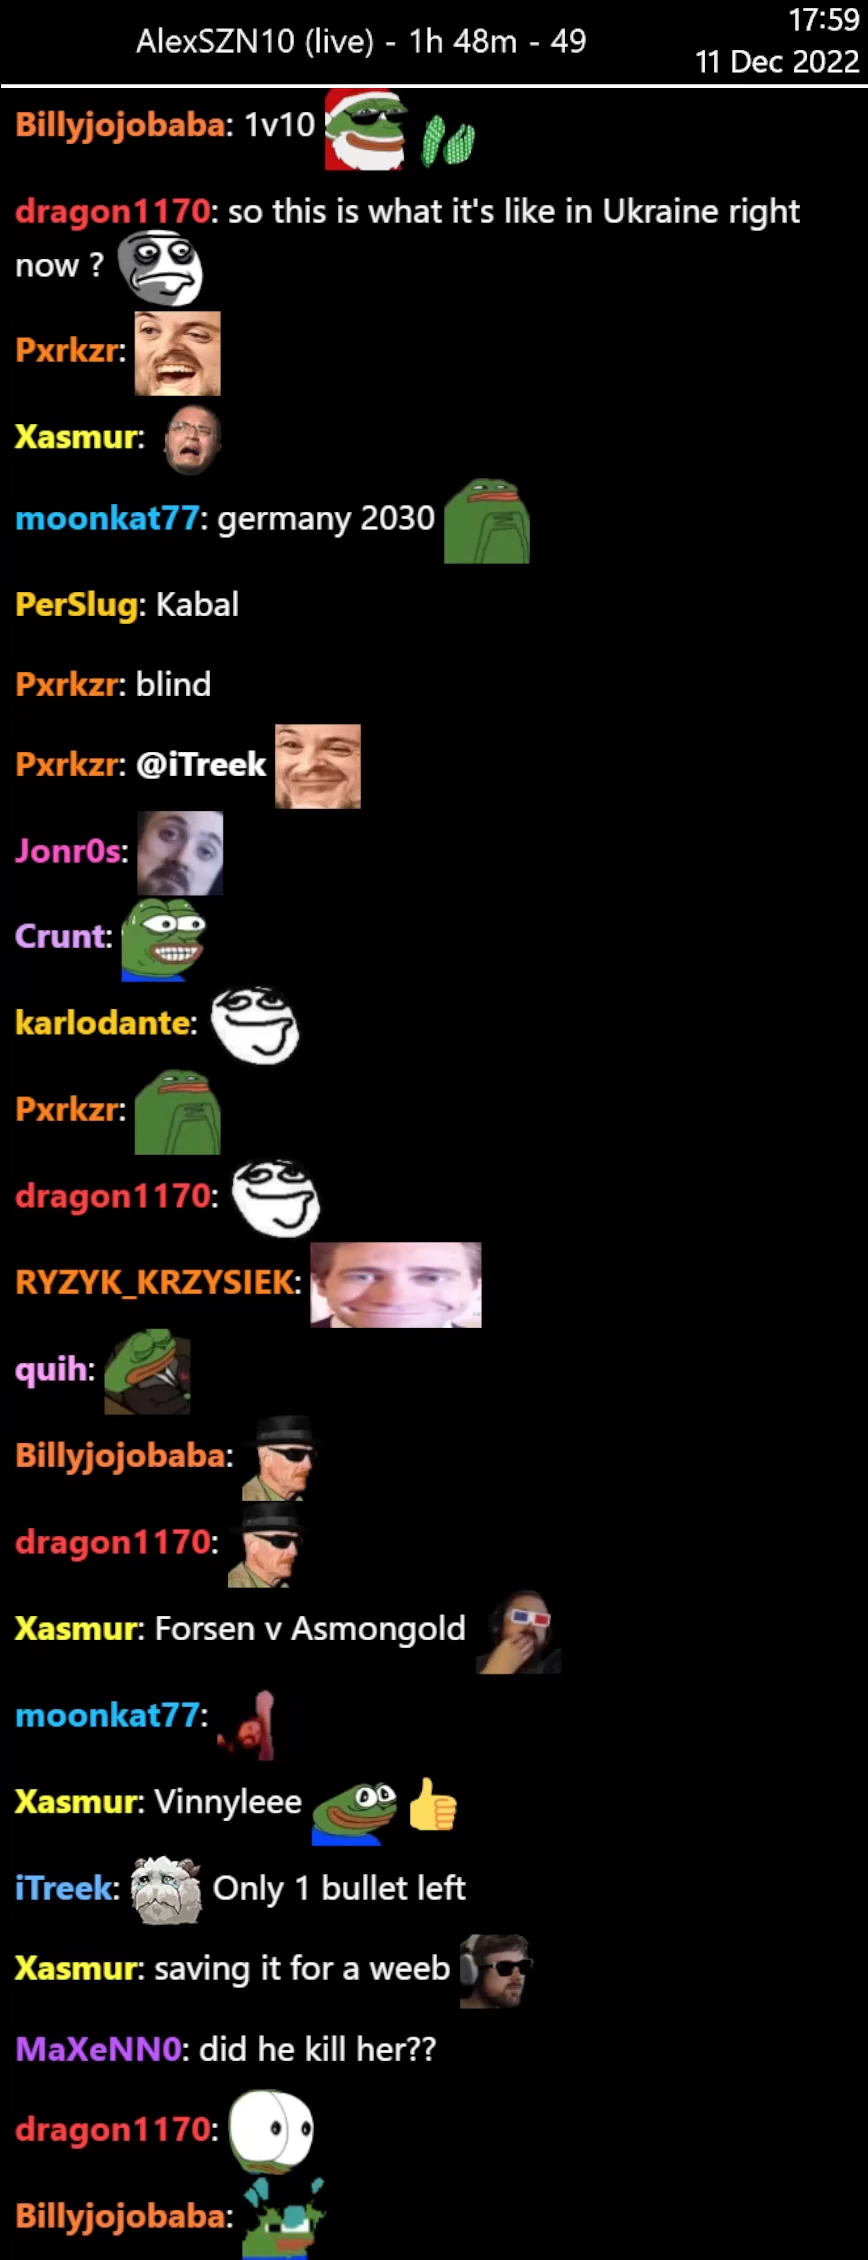 AlexSZN10 (live) - 1h 48m - 49
17:59
11 Dec 2022
Billyjojobaba: 1v10
dragon1170: so this is what it's like in Ukraine right
now ?
Pxrkzr:
Xasmur:
moonkat77: germany 2030
PerSlug: Kabal
Pxrkzr: blind
Pxrkzr: @iTreek
Jonr0s:
Crunt:
karlodante:
Pxrkzr:
dragon1170:
RYZYK_KRZYSIEK:
quih:
Billyjojobaba:
dragon1170:
Xasmur: Forsen v Asmongold
moonkat77:
Xasmur: Vinnyleee
iTreek: Only 1 bullet left
Xasmur: saving it for a weeb
MaXeNN0: did he kill her??
dragon1170:
Billyjojobaba: